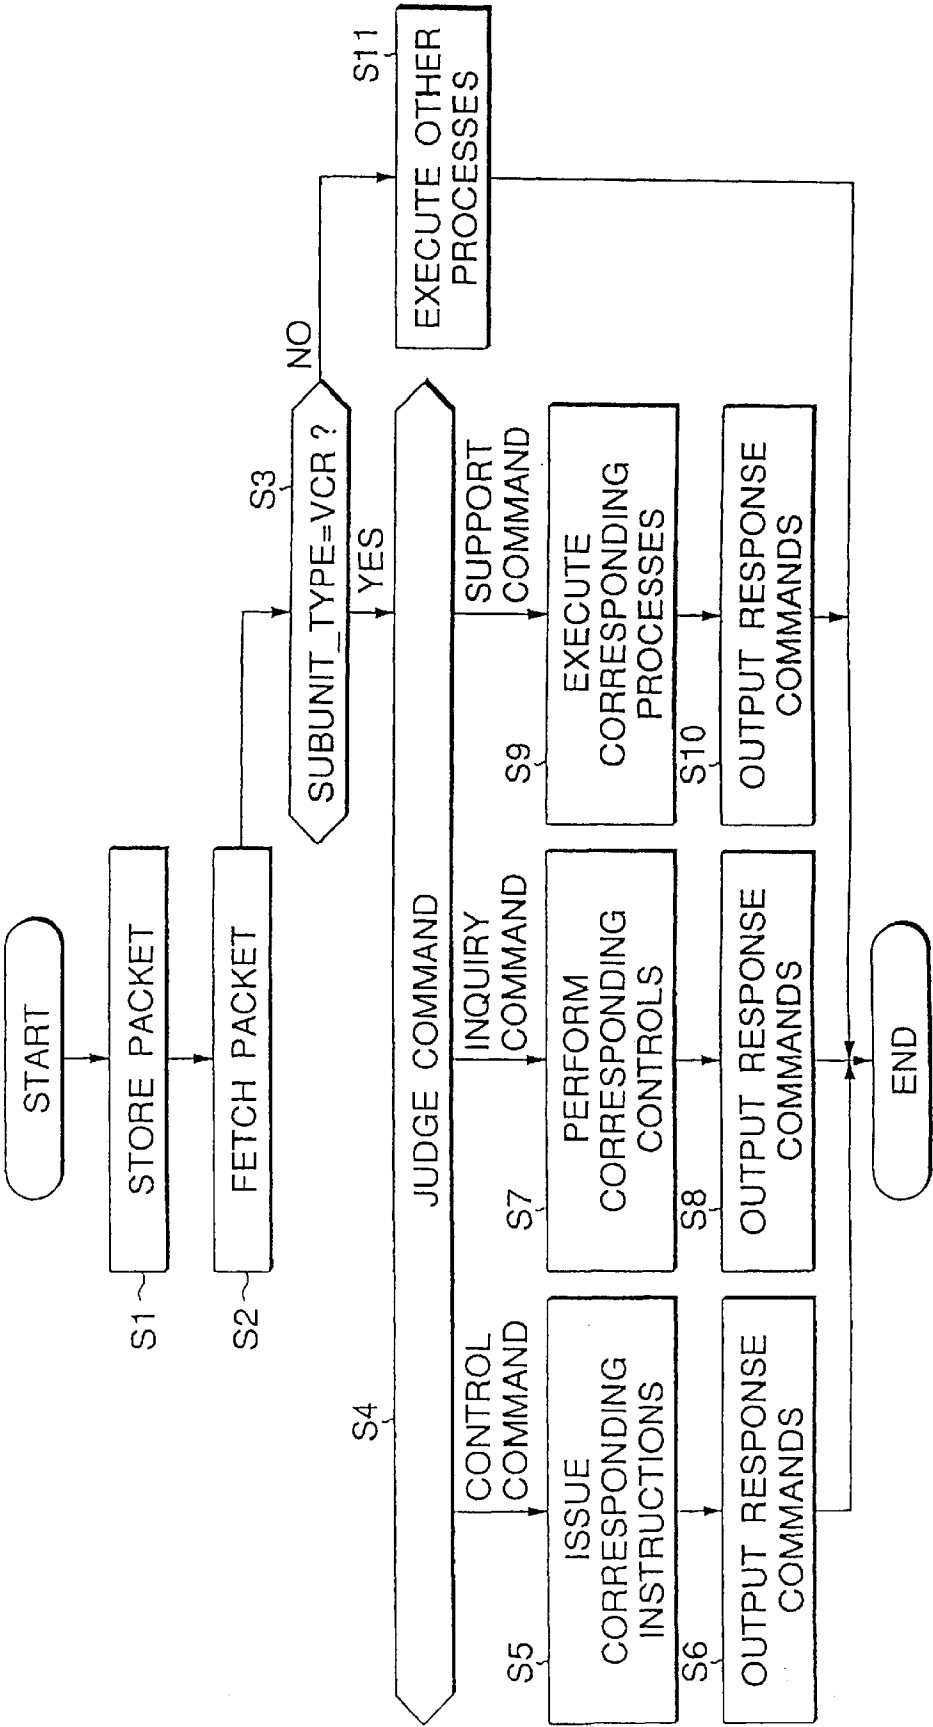 START
S1
STORE PACKET
S2
FETCH PACKET
S3
SUBUNIT_TYPE=VCR ?
NO
YES
S11
EXECUTE OTHER
PROCESSES
S4
JUDGE COMMAND
CONTROL
COMMAND
INQUIRY
COMMAND
SUPPORT
COMMAND
S5
ISSUE
CORRESPONDING
INSTRUCTIONS
S7
PERFORM
CORRESPONDING
CONTROLS
S9
EXECUTE
CORRESPONDING
PROCESSES
S6
OUTPUT RESPONSE
COMMANDS
S8
OUTPUT RESPONSE
COMMANDS
S10
OUTPUT RESPONSE
COMMANDS
END